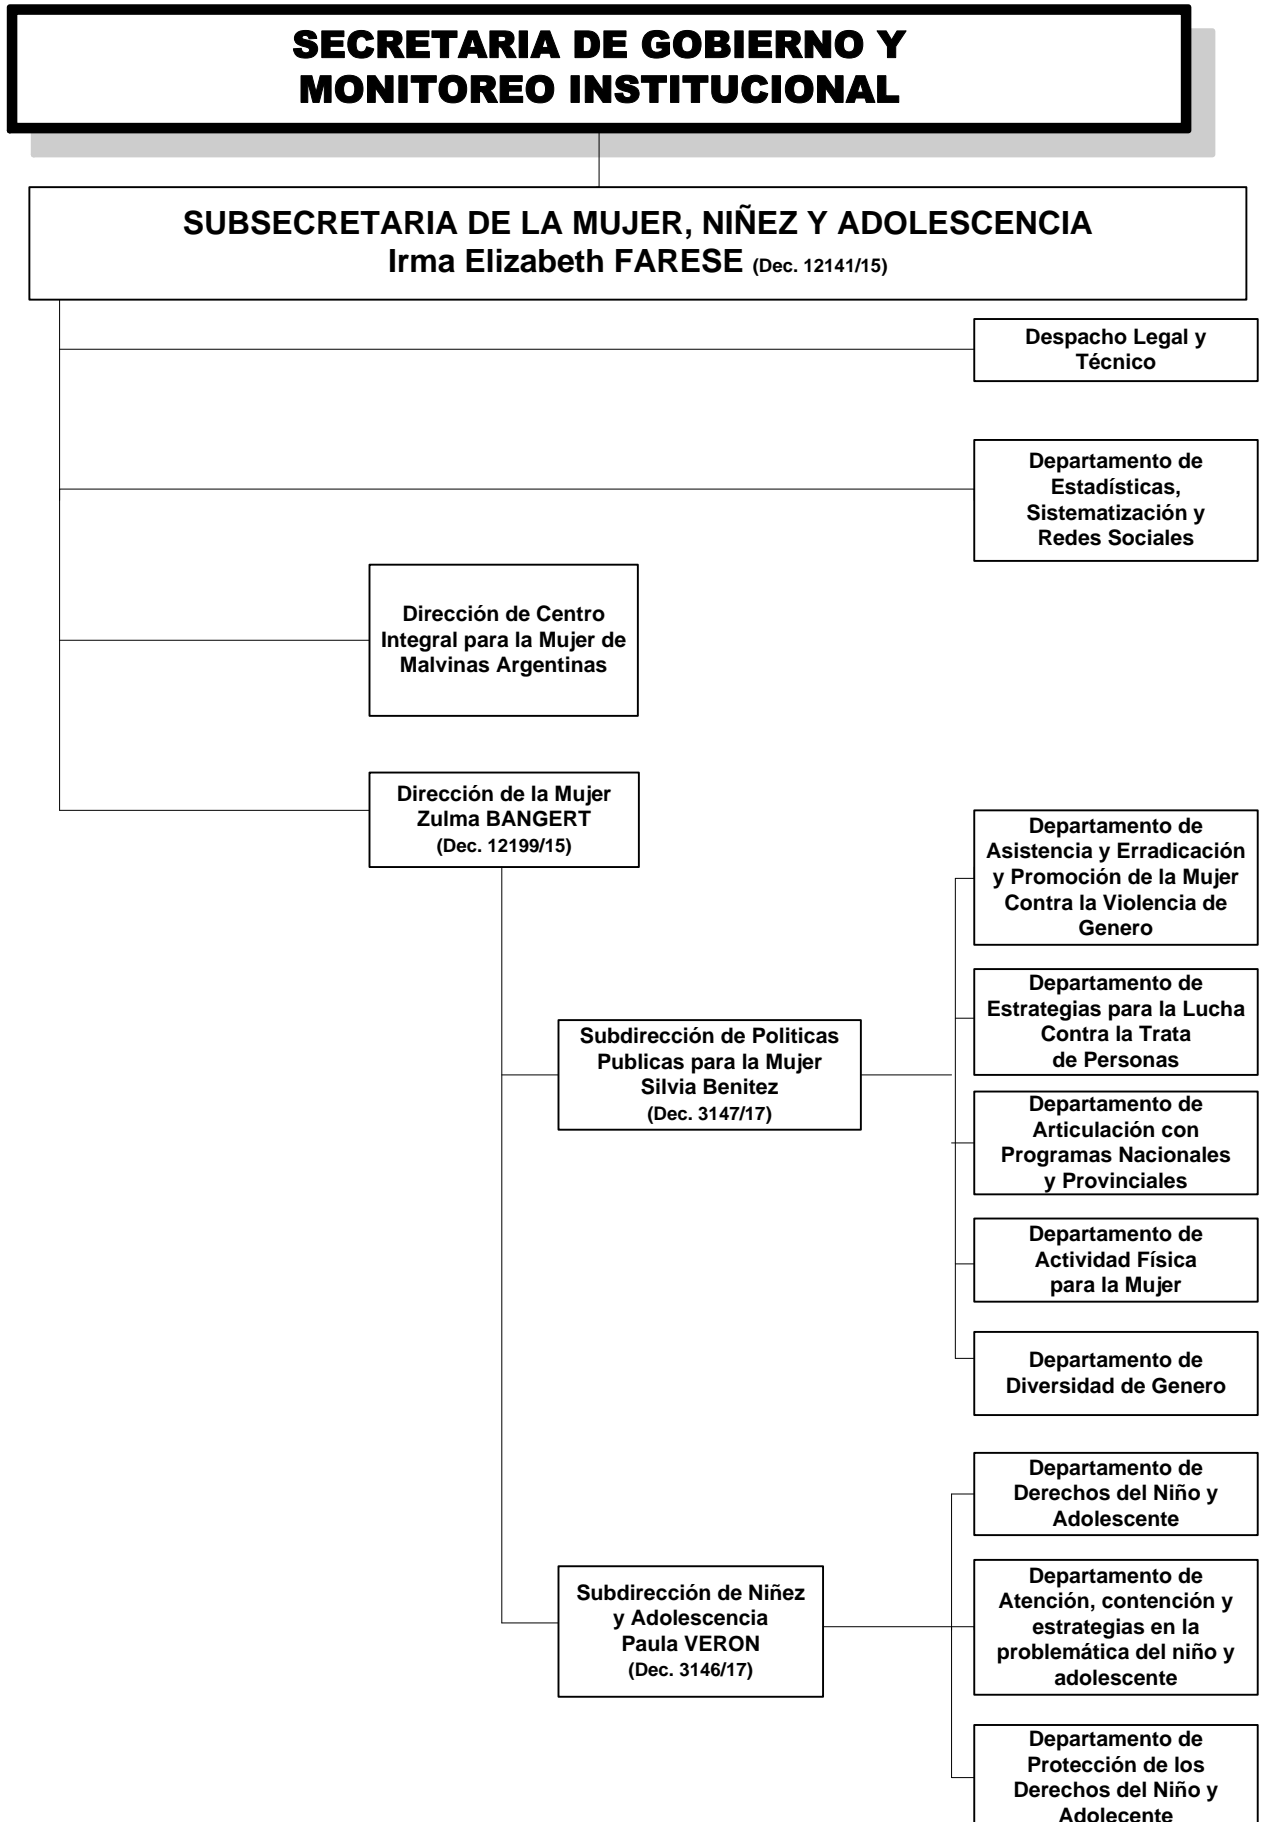 SECRETARIA DE GOBIERNO Y
MONITOREO INSTITUCIONAL
SUBSECRETARIA DE LA MUJER, NIÑEZ Y ADOLESCENCIA
Irma Elizabeth FARESE (Dec. 12141/15)
Despacho Legal y
Técnico
Departamento de
Estadísticas,
Sistematización y
Redes Sociales
Dirección de Centro
Integral para la Mujer de
Malvinas Argentinas
Dirección de la Mujer
Zulma BANGERT
(Dec. 12199/15)
Departamento de
Asistencia y Erradicación
y Promoción de la Mujer
Contra la Violencia de
Genero
Departamento de
Estrategias para la Lucha
Contra la Trata
de Personas
Subdirección de Politicas
Publicas para la Mujer
Silvia Benitez
(Dec. 3147/17)
Departamento de
Articulación con
Programas Nacionales
y Provinciales
Departamento de
Actividad Física
para la Mujer
Departamento de
Diversidad de Genero
Departamento de
Derechos del Niño y
Adolescente
Subdirección de Niñez
y Adolescencia
Paula VERON
(Dec. 3146/17)
Departamento de
Atención, contención y
estrategias en la
problemática del niño y
adolescente
Departamento de
Protección de los
Derechos del Niño y
Adolecente